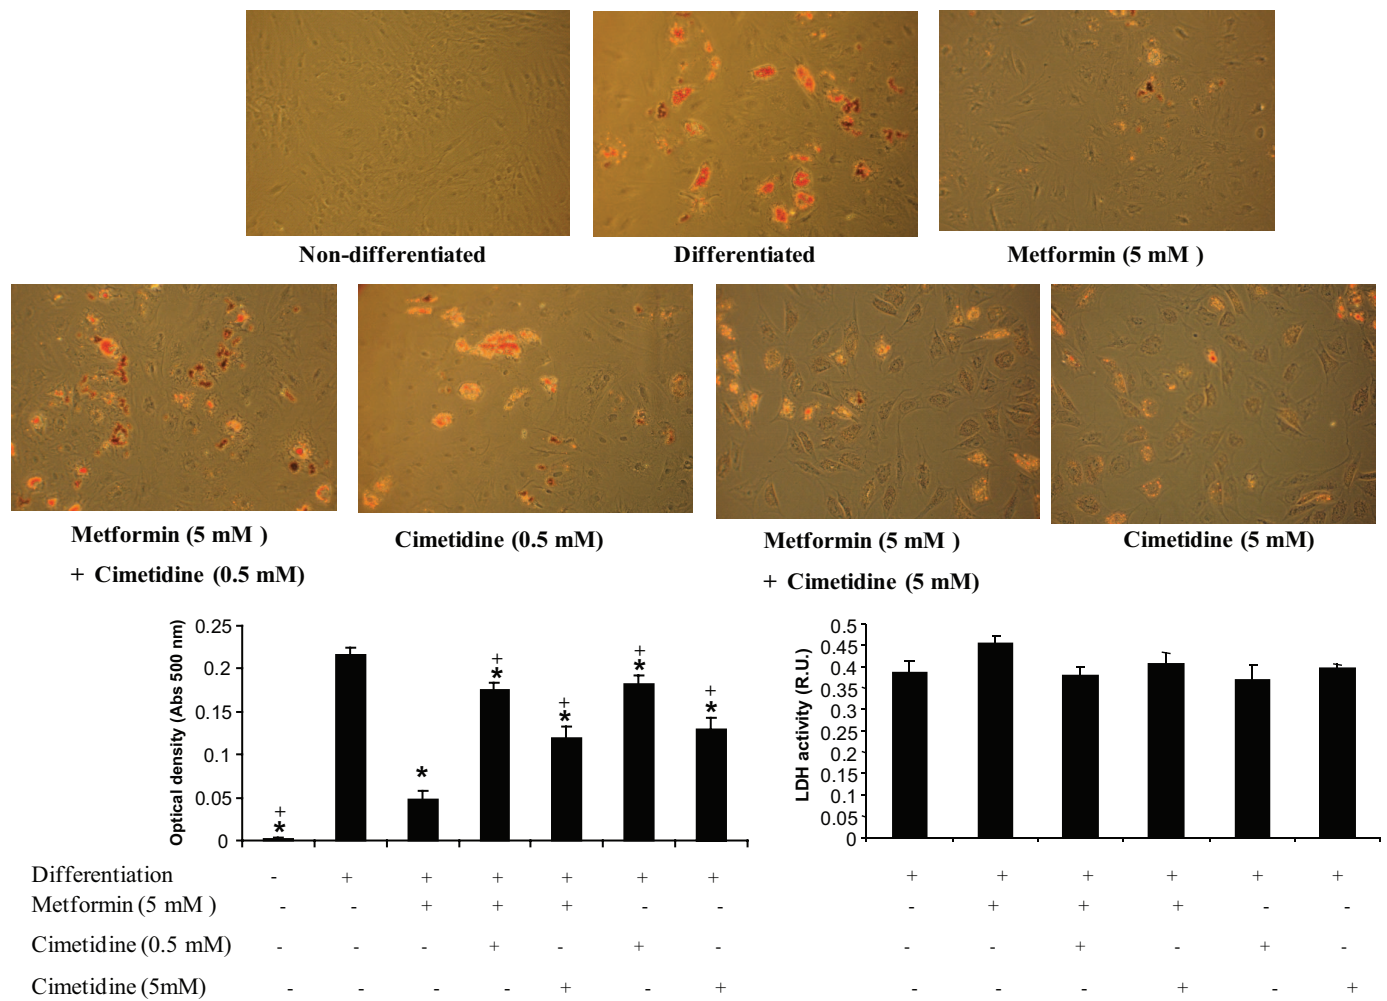 Non-differentiated
Differentiated
Metformin (5 mM )
Metformin (5 mM )
+ Cimetidine (0.5 mM)
Cimetidine (0.5 mM)
Metformin (5 mM )
+ Cimetidine (5 mM)
Cimetidine (5 mM)
Optical density (Abs 500 nm)
0.25
0.2
0.15
0.1
0.05
0
+
*
*
+
*
+
*
+
*
+
*
LDH activity (R.U.)
0.5
0.45
0.4
0.35
0.3
0.25
0.2
0.15
0.1
0.05
0
Differentiation - + + + + + + + + + + + +
Metformin (5 mM ) - - + + + - - - + + + - -
Cimetidine (0.5 mM) - - - + - + - - - + - + -
Cimetidine (5mM) - - - - + - + - - - + - +